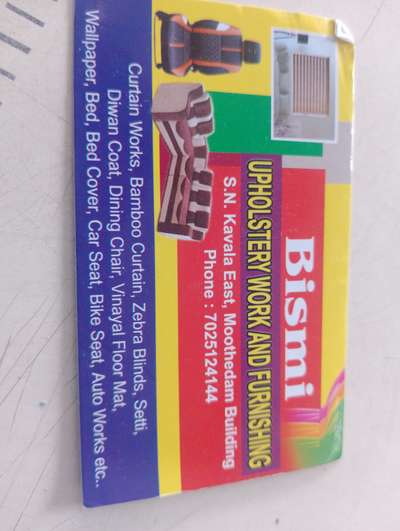 Bismi
UPHOLSTERY WORK AND FURNISHING
S.N. Kavala East, Moothedam Building
Phone : 7025124144
Curtain Works, Bamboo Curtain, Zebra Blinds, Setti,
Diwan Coat, Dining Chair, Vinayal Floor Mat,
Wallpaper, Bed, Bed Cover, Car Seat, Bike Seat, Auto Works etc..